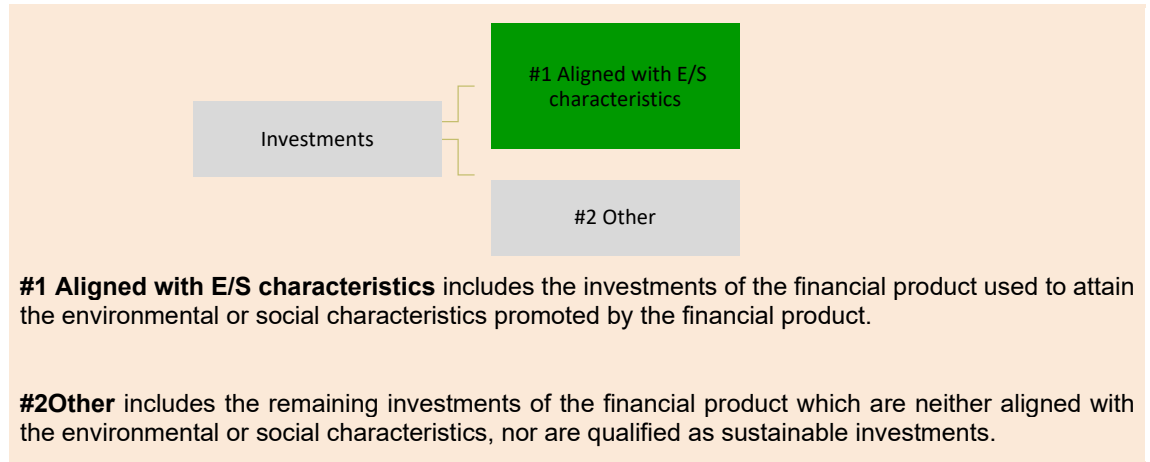 #1 Aligned with E/S
characteristics
Investments
#2 Other
#1 Aligned with E/S characteristics includes the investments of the financial product used to attain
the environmental or social characteristics promoted by the financial product.
#2Other includes the remaining investments of the financial product which are neither aligned with
the environmental or social characteristics, nor are qualified as sustainable investments.